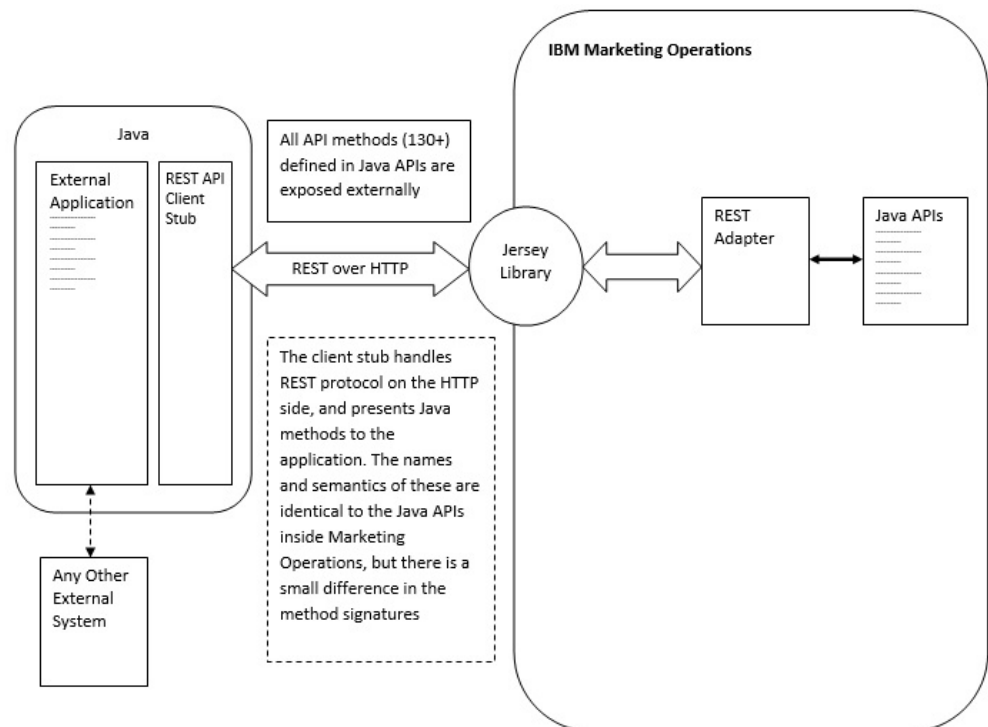 IBM Marketing Operations
Java
External
Application
REST API
Client
Stub
All API methods (130+)
defined in Java APIs are
exposed externally
REST over HTTP
Jersey
Library
REST
Adapter
Java APIs
The client stub handles
REST protocol on the HTTP
side, and presents Java
methods to the
application. The names
and semantics of these are
identical to the Java APIs
inside Marketing
Operations, but there is a
small difference in the
method signatures
Any Other
External
System